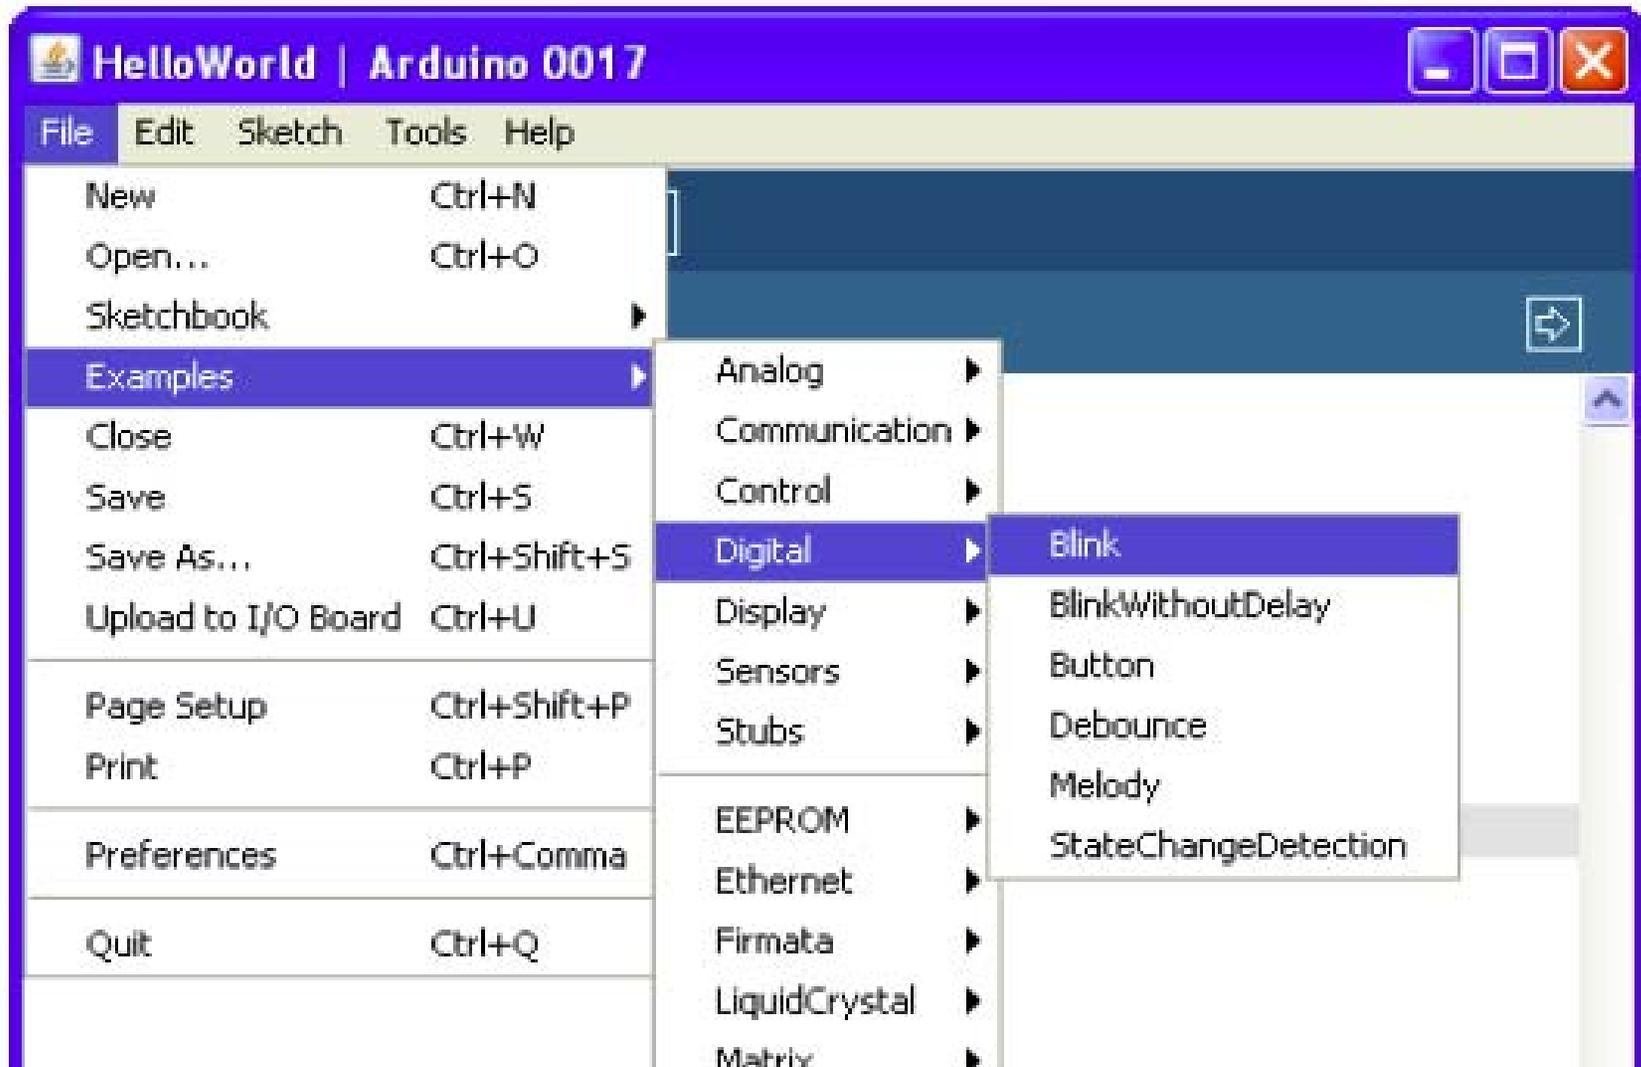 HelloWorld | Arduino 0017
File Edit Sketch Tools Help
New Ctrl+N
Open... Ctrl+O
Sketchbook
Examples
Close Ctrl+W
Save Ctrl+S
Save As... Ctrl+Shift+S
Upload to I/O Board Ctrl+U
Page Setup Ctrl+Shift+P
Print Ctrl+P
Preferences Ctrl+Comma
Quit Ctrl+Q
Analog
Communication
Control
Digital
Display
Sensors
Stubs
EEPROM
Ethernet
Firmata
LiquidCrystal
Matrix
Blink
BlinkWithoutDelay
Button
Debounce
Melody
StateChangeDetection